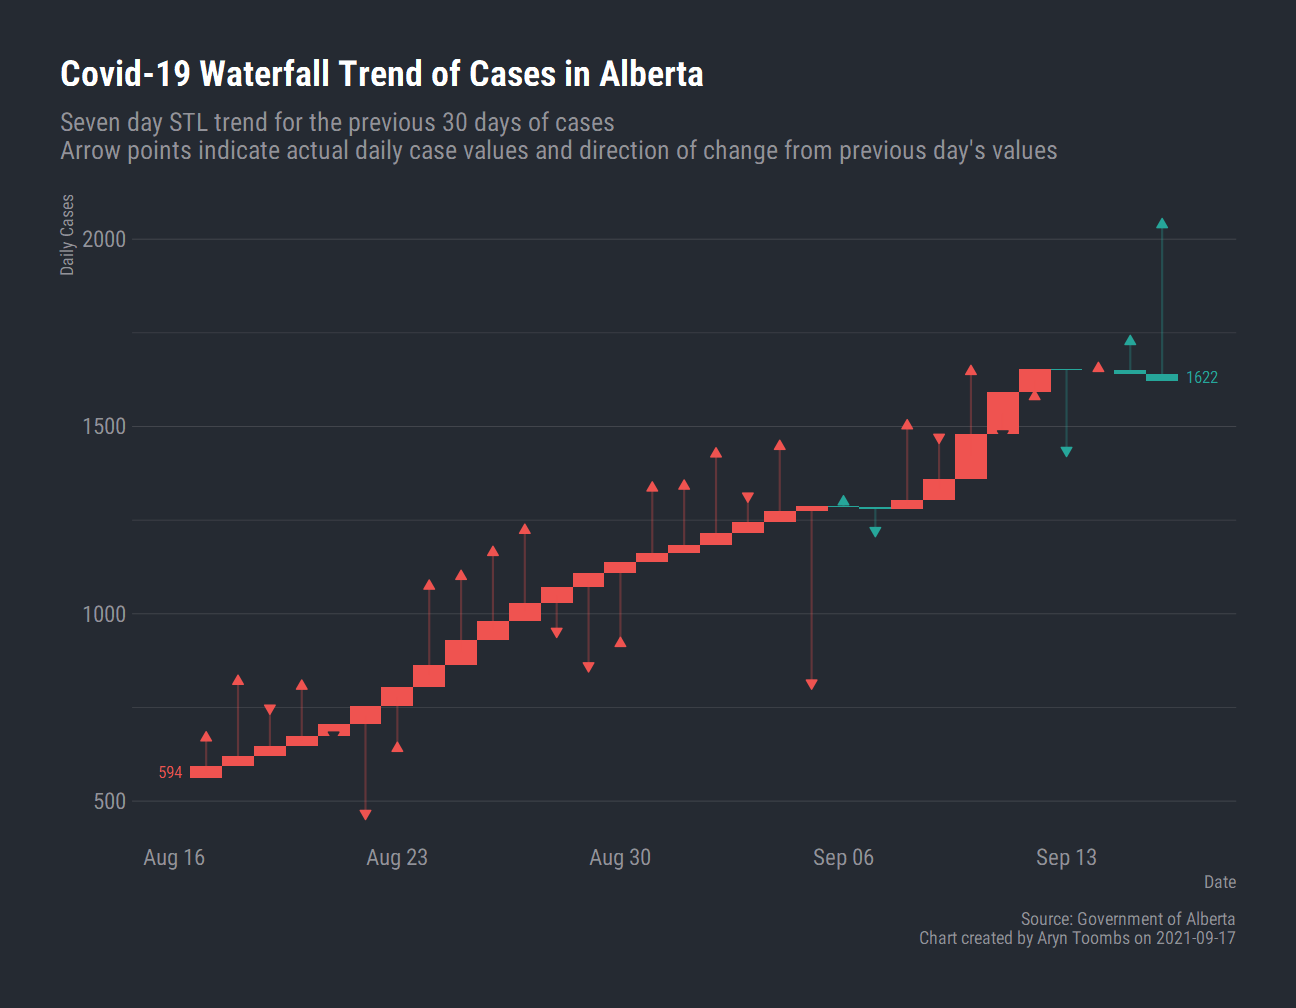 Covid-19 Waterfall Trend of Cases in Alberta
Seven day STL trend for the previous 30 days of cases
Arrow points indicate actual daily case values and direction of change from previous day's values
Daily Cases
2000
1500
1000
500
594
1622
Aug 16
Aug 23
Aug 30
Sep 06
Sep 13
Date
Source: Government of Alberta
Chart created by Aryn Toombs on 2021-09-17